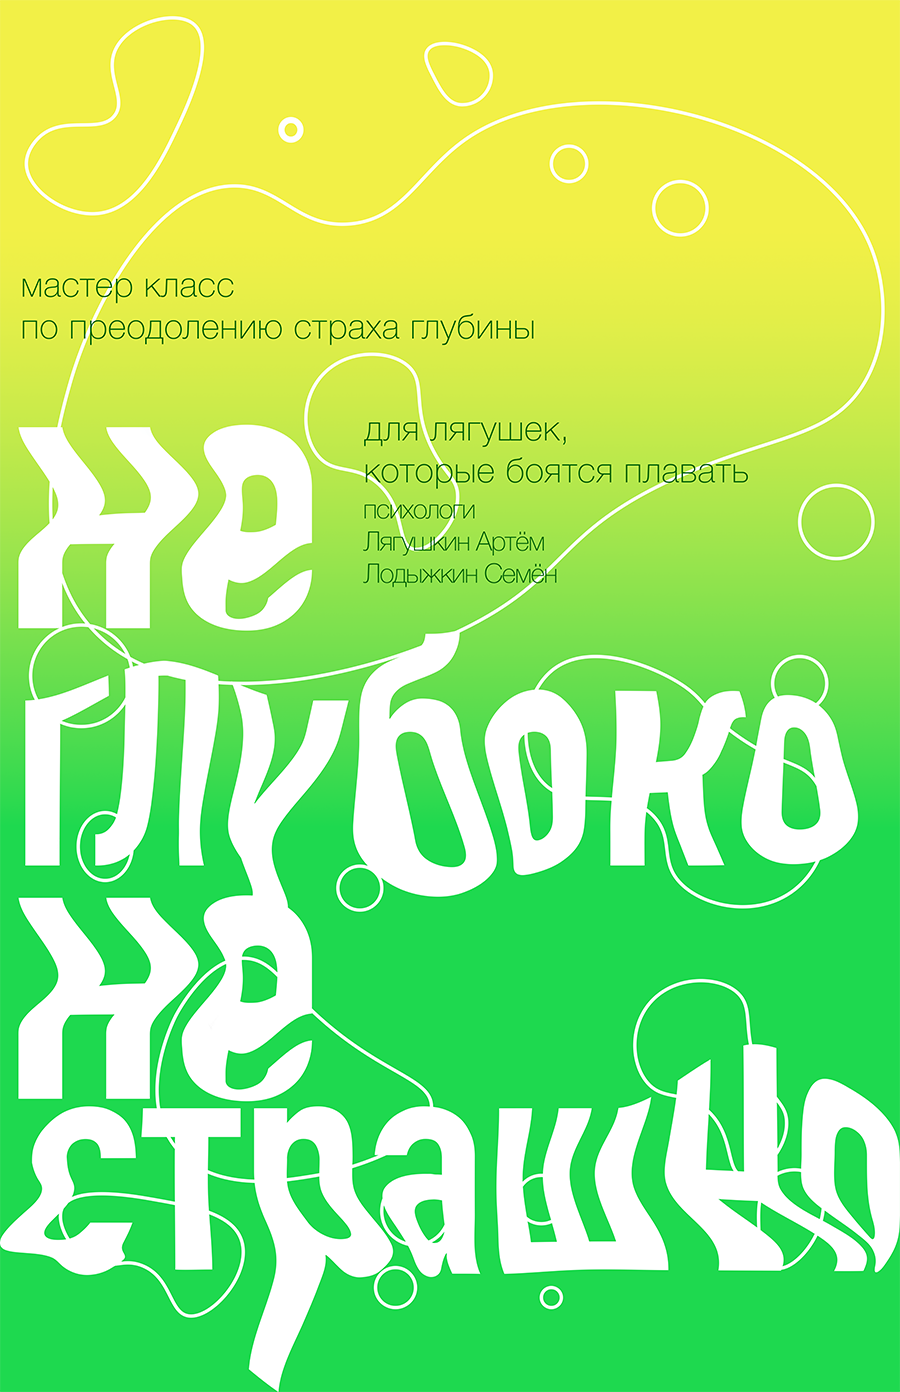 мастер класс
по преодолению страха глубины
для лягушек,
которые боятся плавать
психологи
Лягушкин Артём
Лодыжкин Семён
не
глубоко
не
страшно